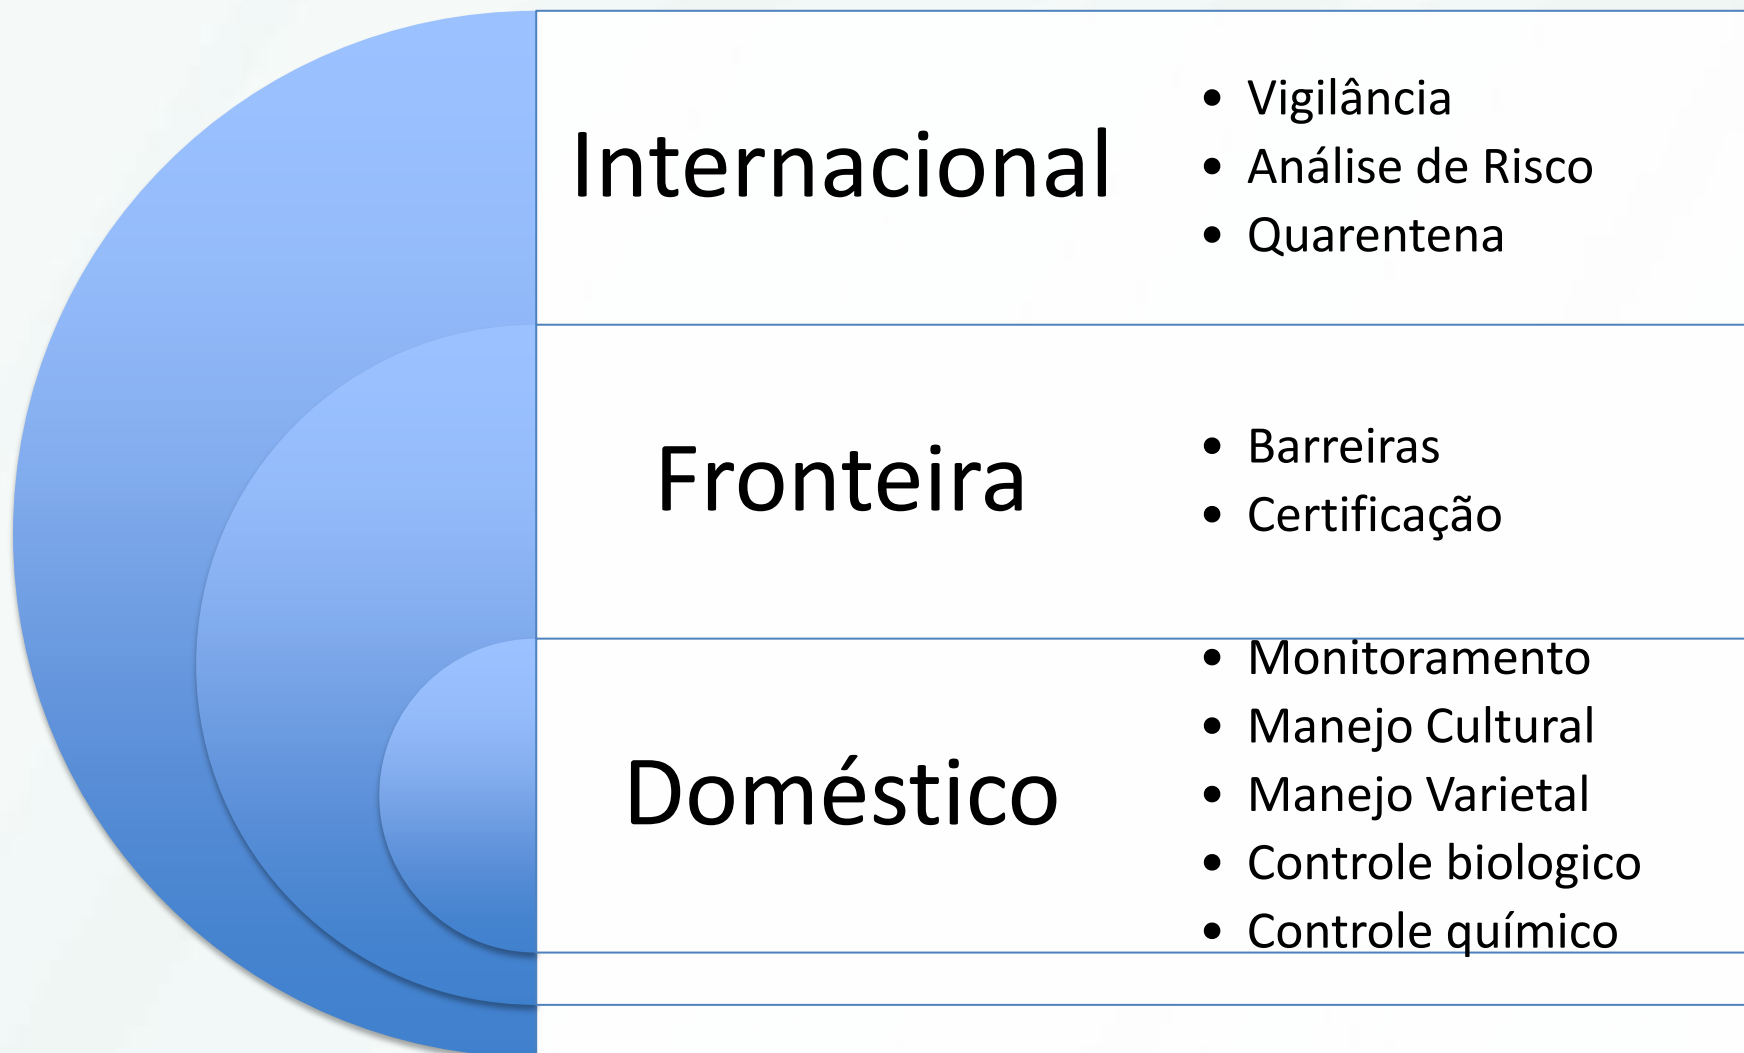 Internacional
• Vigilância
• Análise de Risco
• Quarentena
Fronteira
• Barreiras
• Certificação
Doméstico
• Monitoramento
• Manejo Cultural
• Manejo Varietal
• Controle biologico
• Controle químico